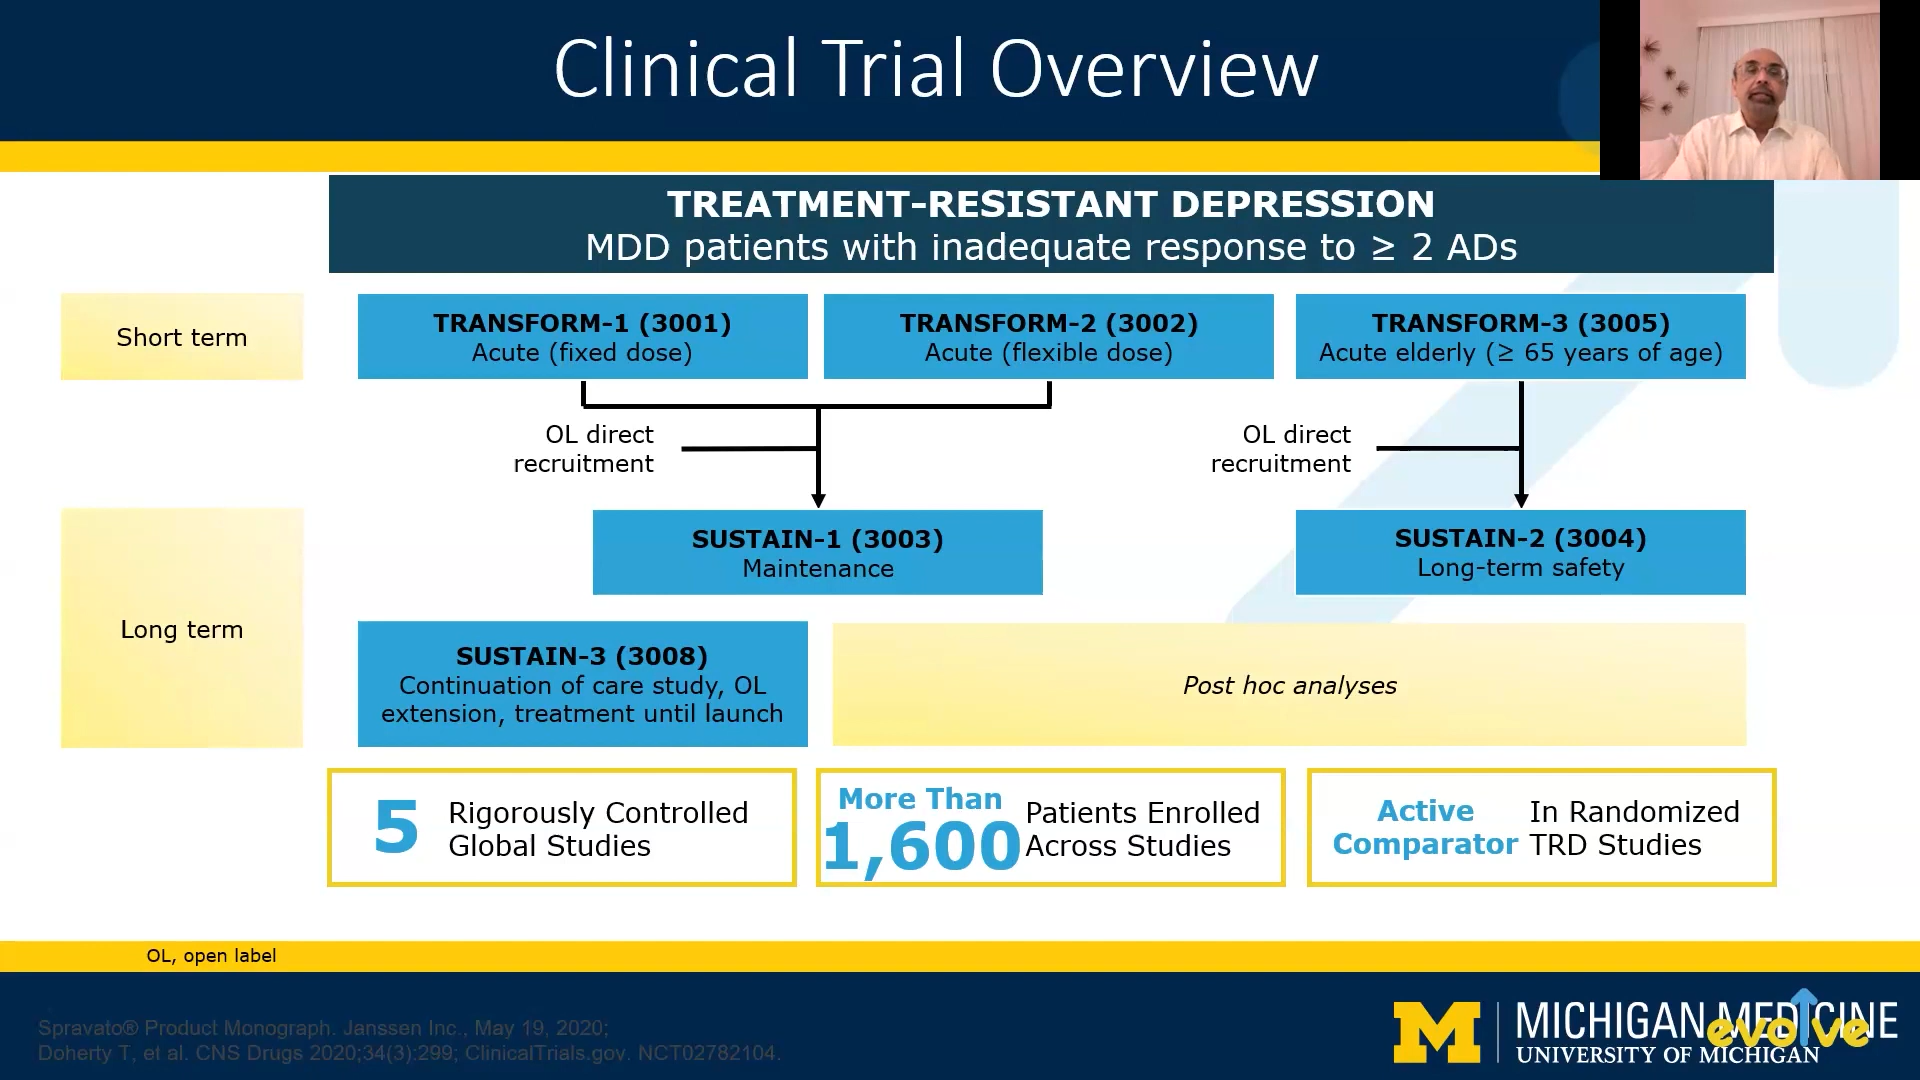 Clinical Trial Overview
TREATMENT-RESISTANT DEPRESSION
MDD patients with inadequate response to ≥ 2 ADs
Short term
TRANSFORM-1 (3001)
Acute (fixed dose)
TRANSFORM-2 (3002)
Acute (flexible dose)
TRANSFORM-3 (3005)
Acute elderly (≥ 65 years of age)
OL direct
recruitment
OL direct
recruitment
Long term
SUSTAIN-1 (3003)
Maintenance
SUSTAIN-2 (3004)
Long-term safety
SUSTAIN-3 (3008)
Continuation of care study, OL
extension, treatment until launch
Post hoc analyses
5 Rigorously Controlled
Global Studies
More Than
1,600
Patients Enrolled
Across Studies
Active
Comparator
In Randomized
TRD Studies
OL, open label
Spravato® Product Monograph. Janssen Inc., May 19, 2020;
Doherty T, et al. CNS Drugs 2020;34(3):299; ClinicalTrials.gov. NCT02782104.
M
MICHIGAN MEDICINE
UNIVERSITY OF MICHIGAN
evolve